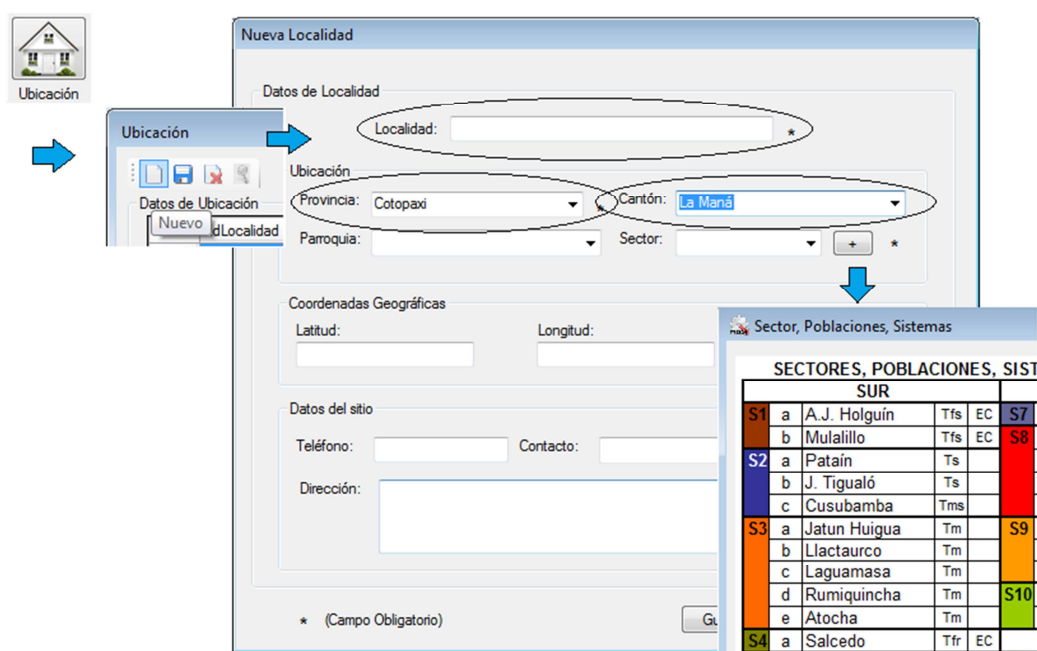 Ubicación
Nueva Localidad
Datos de Localidad
Localidad: *
Ubicación
Datos de Ubicación
Nuevo
dLocalidad
Ubicación
Provincia: Cotopaxi * Cantón: La Maná
Parroquia: Sector: + *
Coordenadas Geográficas
Latitud: Longitud:
Datos del sitio
Teléfono: Contacto:
Dirección:
* (Campo Obligatorio) Gu
Sector, Poblaciones, Sistemas
SECTORES, POBLACIONES, SIST
SUR
S1 a A.J. Holguín Tfs EC S7
b Mulalillo Tfs EC S8
S2 a Pataín Ts
b J. Tigualó Ts
c Cusubamba Tms
S3 a Jatun Huigua Tm S9
b Llactaurco Tm
c Laguamasa Tm
d Rumiquincha Tm S10
e Atocha Tm
S4 a Salcedo Tfr EC